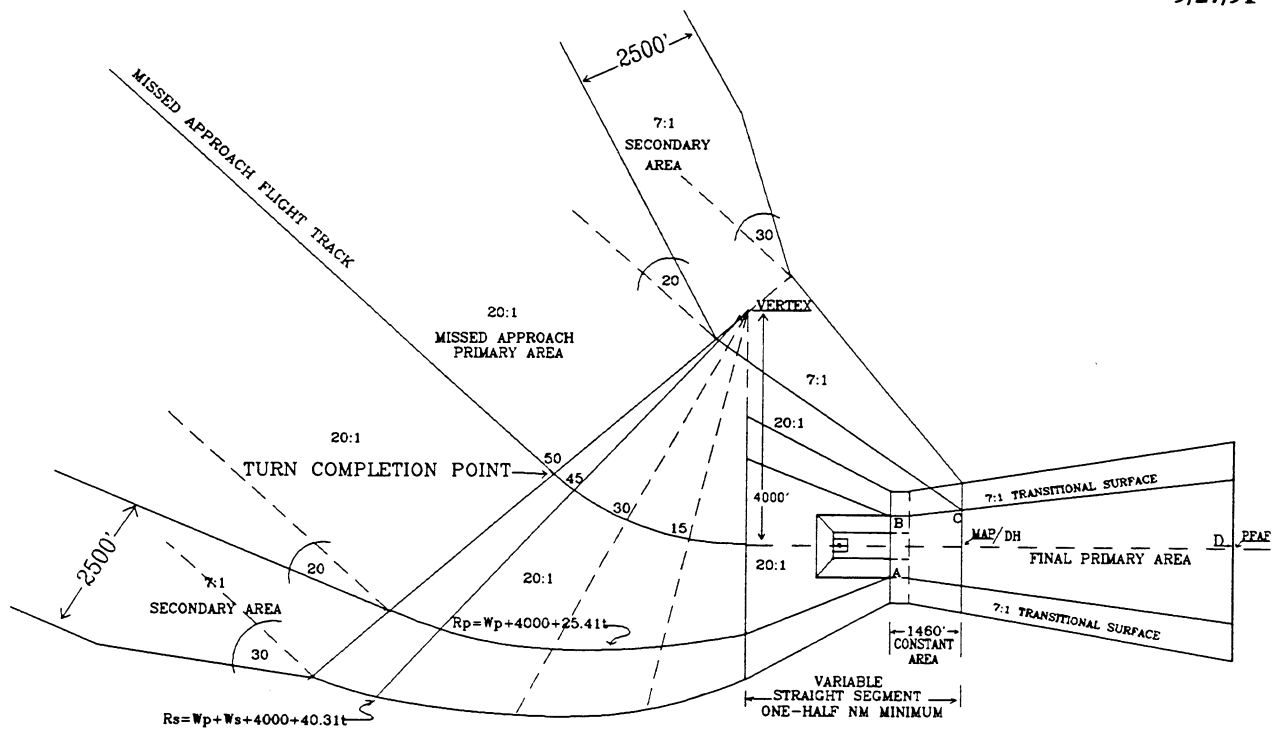 2500'
7:1
SECONDARY
AREA
30
20
MISSED APPROACH FLIGHT TRACK
VERTEX
20:1
MISSED APPROACH
PRIMARY AREA
7:1
20:1
20:1
TURN COMPLETION POINT
50
45
30
15
4000'
B
C
7:1 TRANSITIONAL SURFACE
MAP/DH
D
PFAF
20:1
FINAL PRIMARY AREA
A
2500'
20
7:1
SECONDARY AREA
30
20:1
Rp=Wp+4000+25.41t
7:1 TRANSITIONAL SURFACE
1460'
CONSTANT
AREA
VARIABLE
STRAIGHT SEGMENT
ONE-HALF NM MINIMUM
Rs=Wp+Ws+4000+40.31t